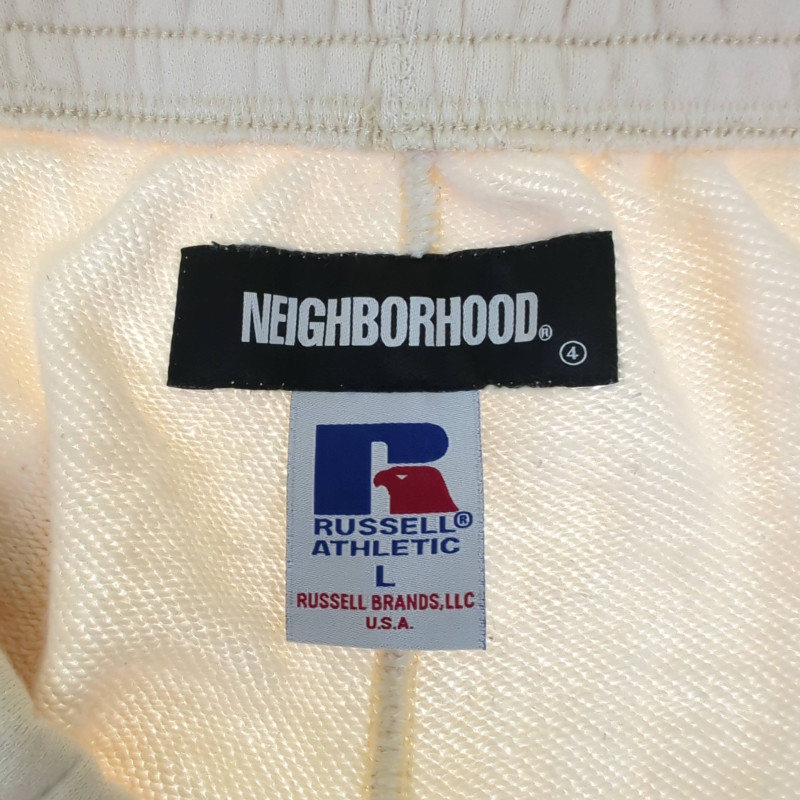 NEIGHBORHOOD®
④
RUSSELL®
ATHLETIC
L
RUSSELL BRANDS,LLC
U.S.A.